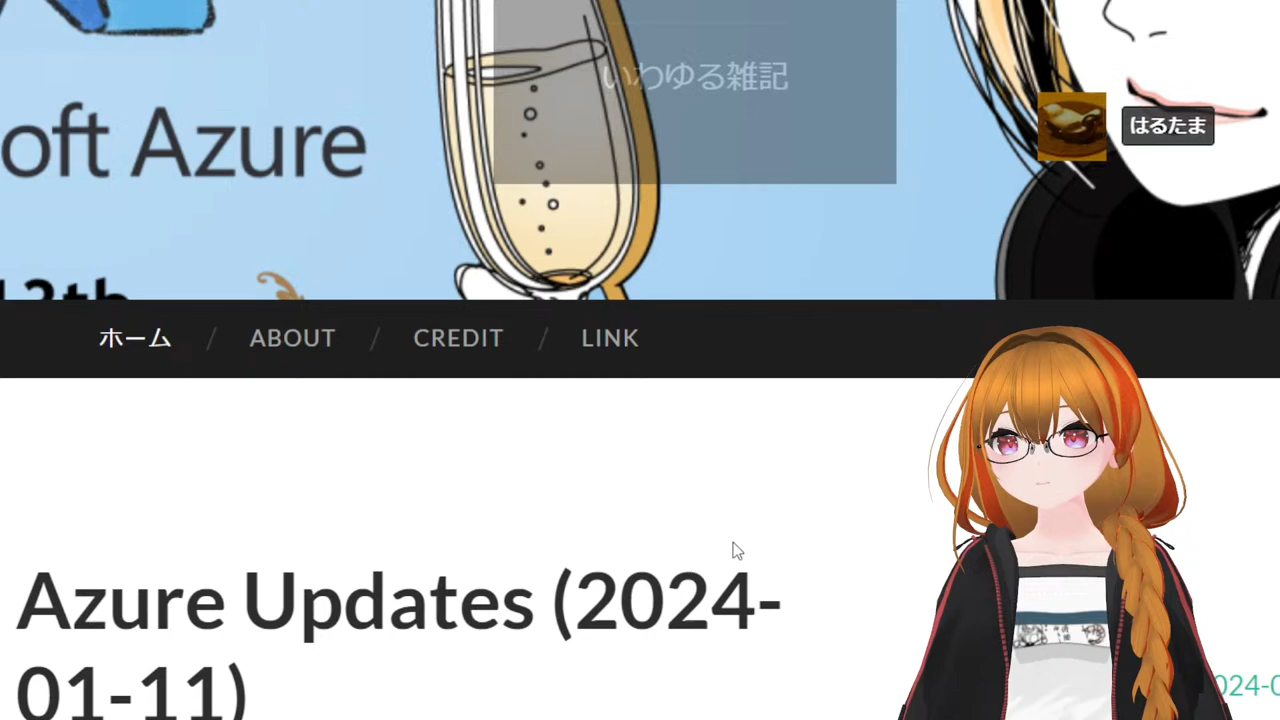 いわゆる雑記
はるたま
oft Azure
ホーム / ABOUT / CREDIT / LINK
Azure Updates (2024-
01-11)